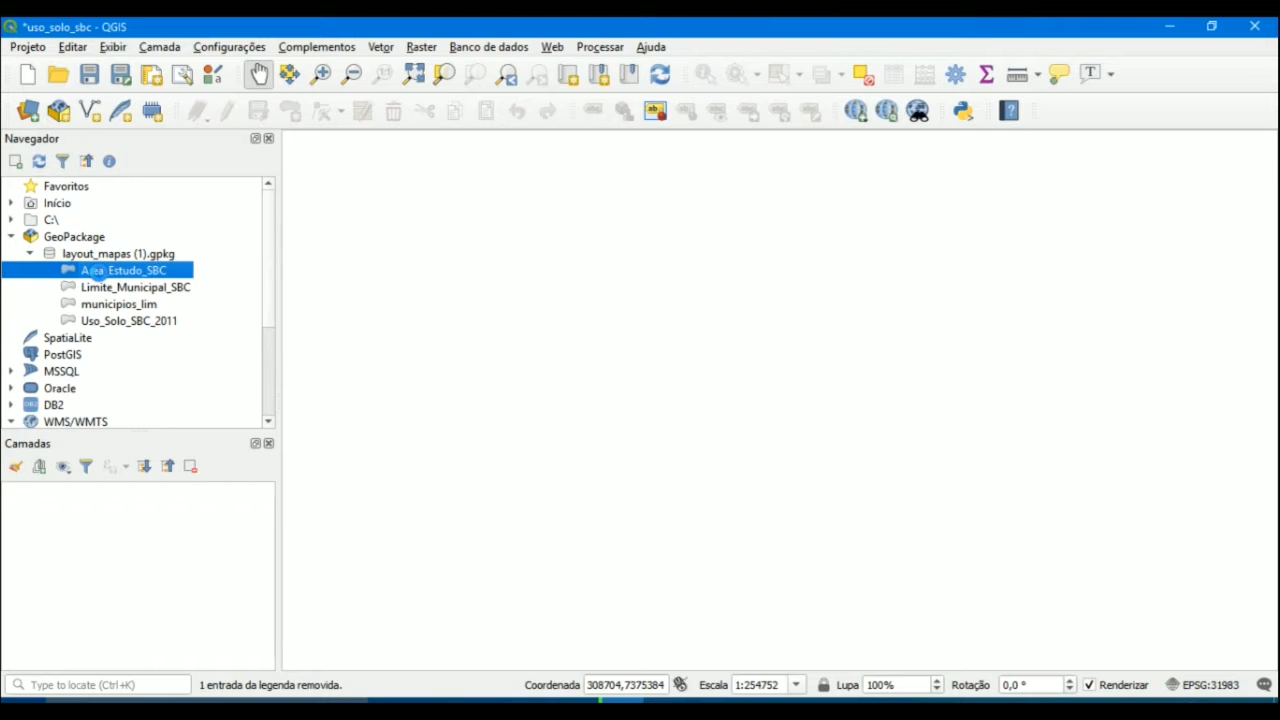 *uso_solo_sbc - QGIS
Projeto Editar Exibir Camada Configurações Complementos Vetor Raster Banco de dados Web Processar Ajuda
Navegador
Favoritos
Início
C:\
GeoPackage
layout_mapas (1).gpkg
Area_Estudo_SBC
Limite_Municipal_SBC
municipios_lim
Uso_Solo_SBC_2011
SpatiaLite
PostGIS
MSSQL
Oracle
DB2
WMS/WMTS
Camadas
Type to locate (Ctrl+K) 1 entrada da legenda removida. Coordenada 308704,7375384 Escala 1:254752 Lupa 100% Rotação 0,0 ° Renderizar EPSG:31983